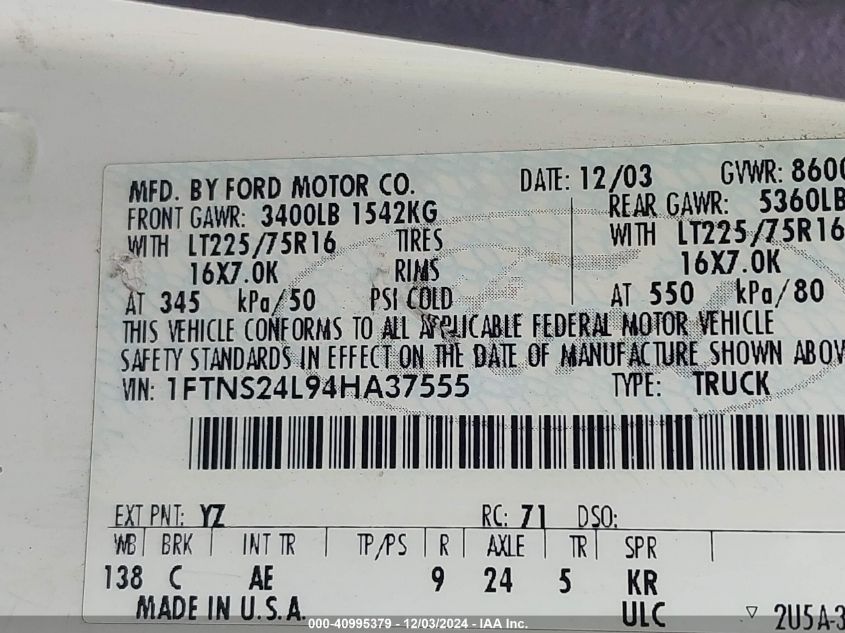 MFD. BY FORD MOTOR CO. DATE: 12/03 GVWR: 8600
FRONT GAWR: 3400LB 1542KG REAR GAWR: 5360LB
WITH LT225/75R16 TIRES WITH LT225/75R16
16X7.0K RIMS 16X7.0K
AT 345 kPa/50 PSI COLD AT 550 kPa/80
THIS VEHICLE CONFORMS TO ALL APPLICABLE FEDERAL MOTOR VEHICLE
SAFETY STANDARDS IN EFFECT ON THE DATE OF MANUFACTURE SHOWN ABOV
VIN: 1FTNS24L94HA37555 TYPE: TRUCK
EXT PNT: YZ RC: 71 DSO:
WB BRK INT TR TP/PS R AXLE TR SPR
138 C AE 9 24 5 KR
MADE IN U.S.A. ULC ▽ 2U5A-3
000-40995379 - 12/03/2024 - IAA Inc.